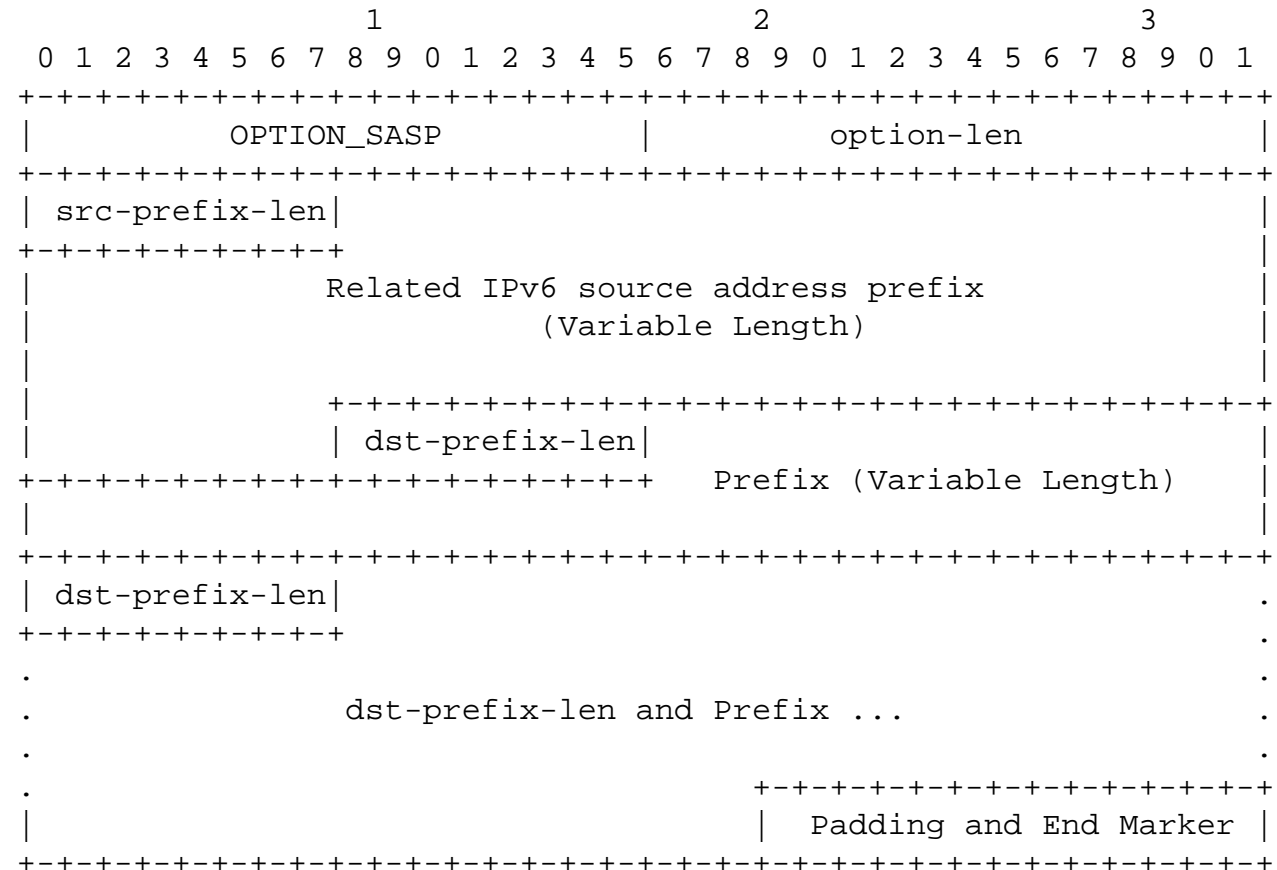 1                   2                   3
 0 1 2 3 4 5 6 7 8 9 0 1 2 3 4 5 6 7 8 9 0 1 2 3 4 5 6 7 8 9 0 1
+-+-+-+-+-+-+-+-+-+-+-+-+-+-+-+-+-+-+-+-+-+-+-+-+-+-+-+-+-+-+-+-+
|          OPTION_SASP          |         option-len            |
+-+-+-+-+-+-+-+-+-+-+-+-+-+-+-+-+-+-+-+-+-+-+-+-+-+-+-+-+-+-+-+-+
| src-prefix-len|                                               |
+-+-+-+-+-+-+-+-+                                               |
|               Related IPv6 source address prefix              |
|                          (Variable Length)                    |
|                                                               |
|               +-+-+-+-+-+-+-+-+-+-+-+-+-+-+-+-+-+-+-+-+-+-+-+-+
|               | dst-prefix-len|                               |
+-+-+-+-+-+-+-+-+-+-+-+-+-+-+-+-+   Prefix (Variable Length)    |
|                                                               |
+-+-+-+-+-+-+-+-+-+-+-+-+-+-+-+-+-+-+-+-+-+-+-+-+-+-+-+-+-+-+-+-+
| dst-prefix-len|                                               .
+-+-+-+-+-+-+-+-+                                               .
.                                                               .
.                dst-prefix-len and Prefix ...                  .
.                                                               .
.                                     +-+-+-+-+-+-+-+-+-+-+-+-+-+
|                                     |  Padding and End Marker |
+-+-+-+-+-+-+-+-+-+-+-+-+-+-+-+-+-+-+-+-+-+-+-+-+-+-+-+-+-+-+-+-+